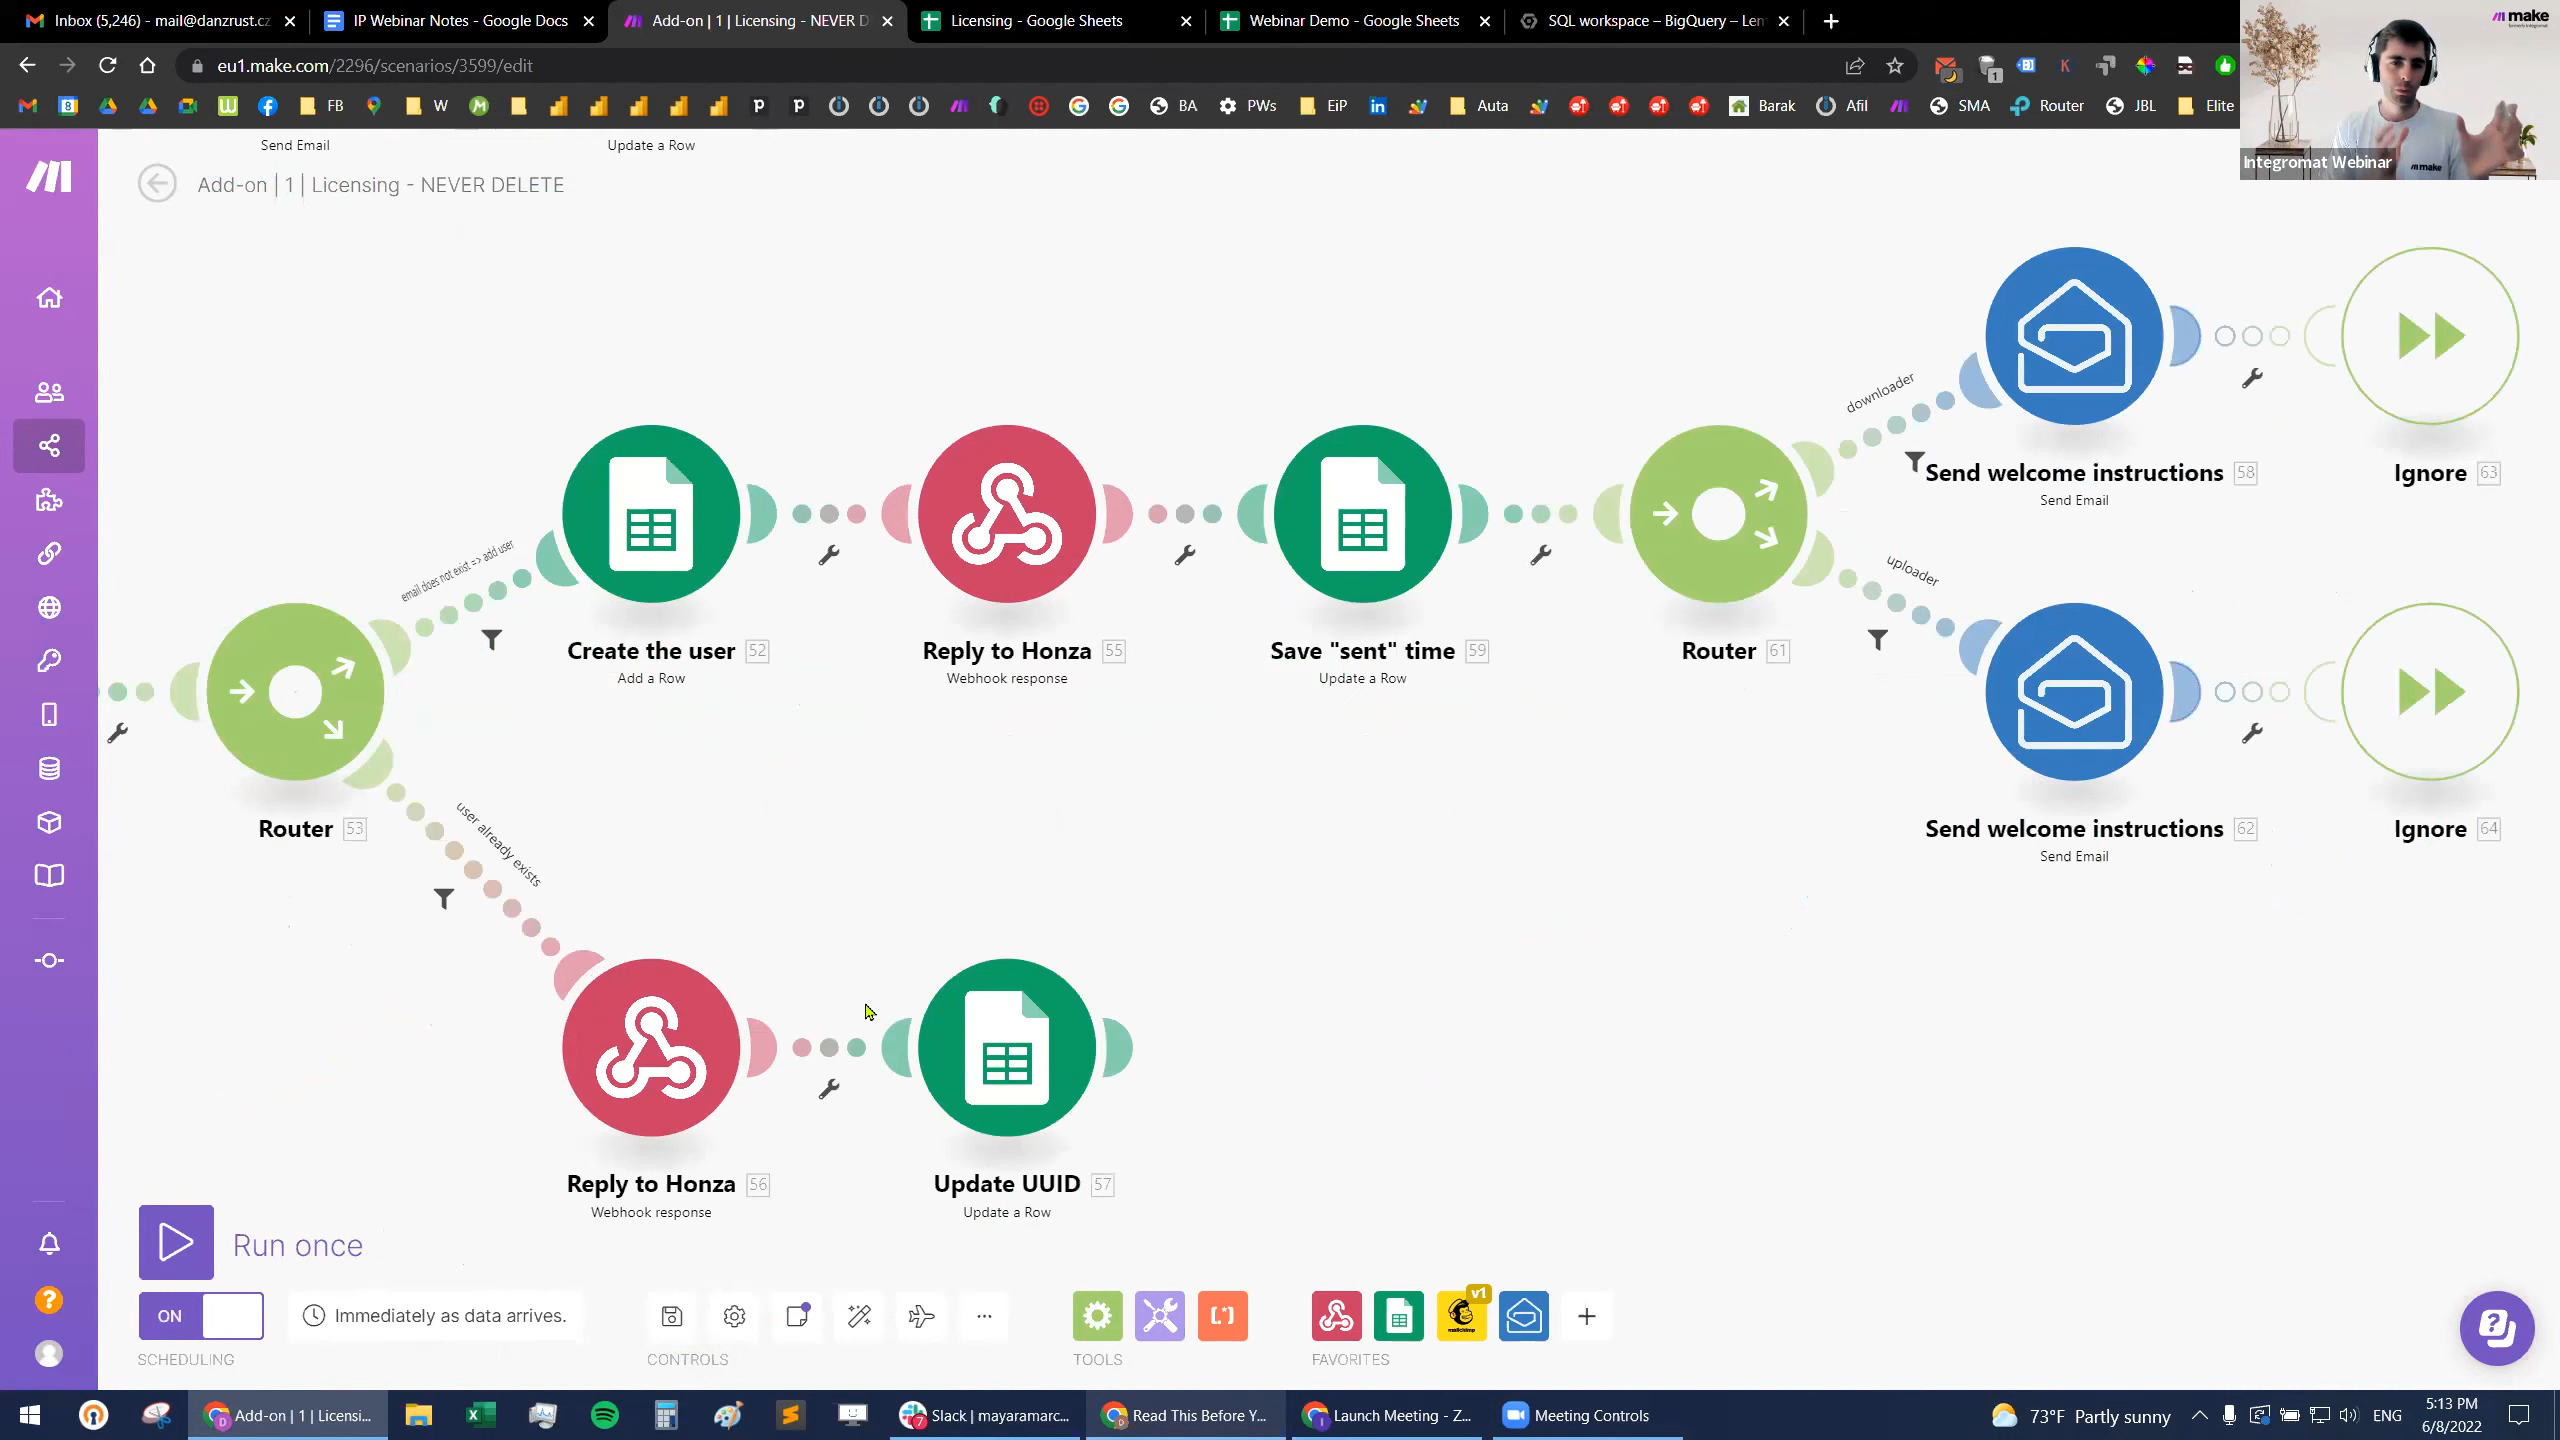 Inbox (5,246) - mail@danzrust.cz
IP Webinar Notes - Google Docs
Add-on | 1 | Licensing - NEVER D
Licensing - Google Sheets
Webinar Demo - Google Sheets
SQL workspace – BigQuery – Len
make
eu1.make.com/2296/scenarios/3599/edit
FB
W
BA
PWs
EiP
Auta
Barak
Afil
SMA
Router
JBL
Elite
Integromat Webinar
make
Send Email
Update a Row
Add-on | 1 | Licensing - NEVER DELETE
downloader
Send welcome instructions 58
Send Email
Ignore 63
email does not exist => add user
uploader
Create the user 52
Add a Row
Reply to Honza 55
Webhook response
Save "sent" time 59
Update a Row
Router 61
Router 53
user already exists
Send welcome instructions 62
Send Email
Ignore 64
Reply to Honza 56
Webhook response
Update UUID 57
Update a Row
Run once
ON
Immediately as data arrives.
v1
mailchimp
SCHEDULING
CONTROLS
TOOLS
FAVORITES
Add-on | 1 | Licensi...
Slack | mayaramarc...
Read This Before Y...
Launch Meeting - Z...
Meeting Controls
73°F Partly sunny
ENG
5:13 PM
6/8/2022